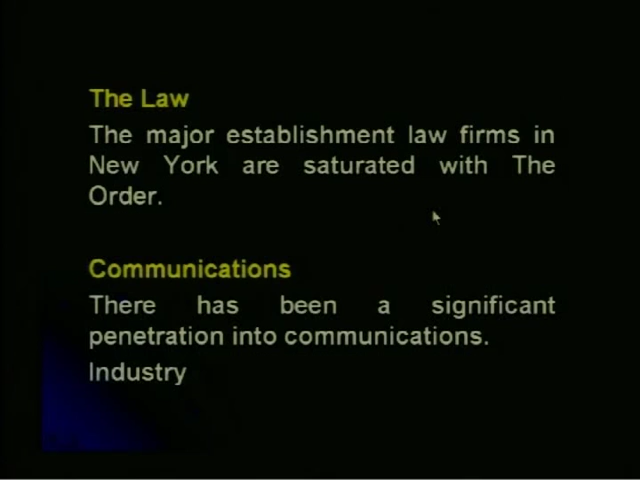 The Law
The major establishment law firms in
New York are saturated with The
Order.
Communications
There has been a significant
penetration into communications.
Industry